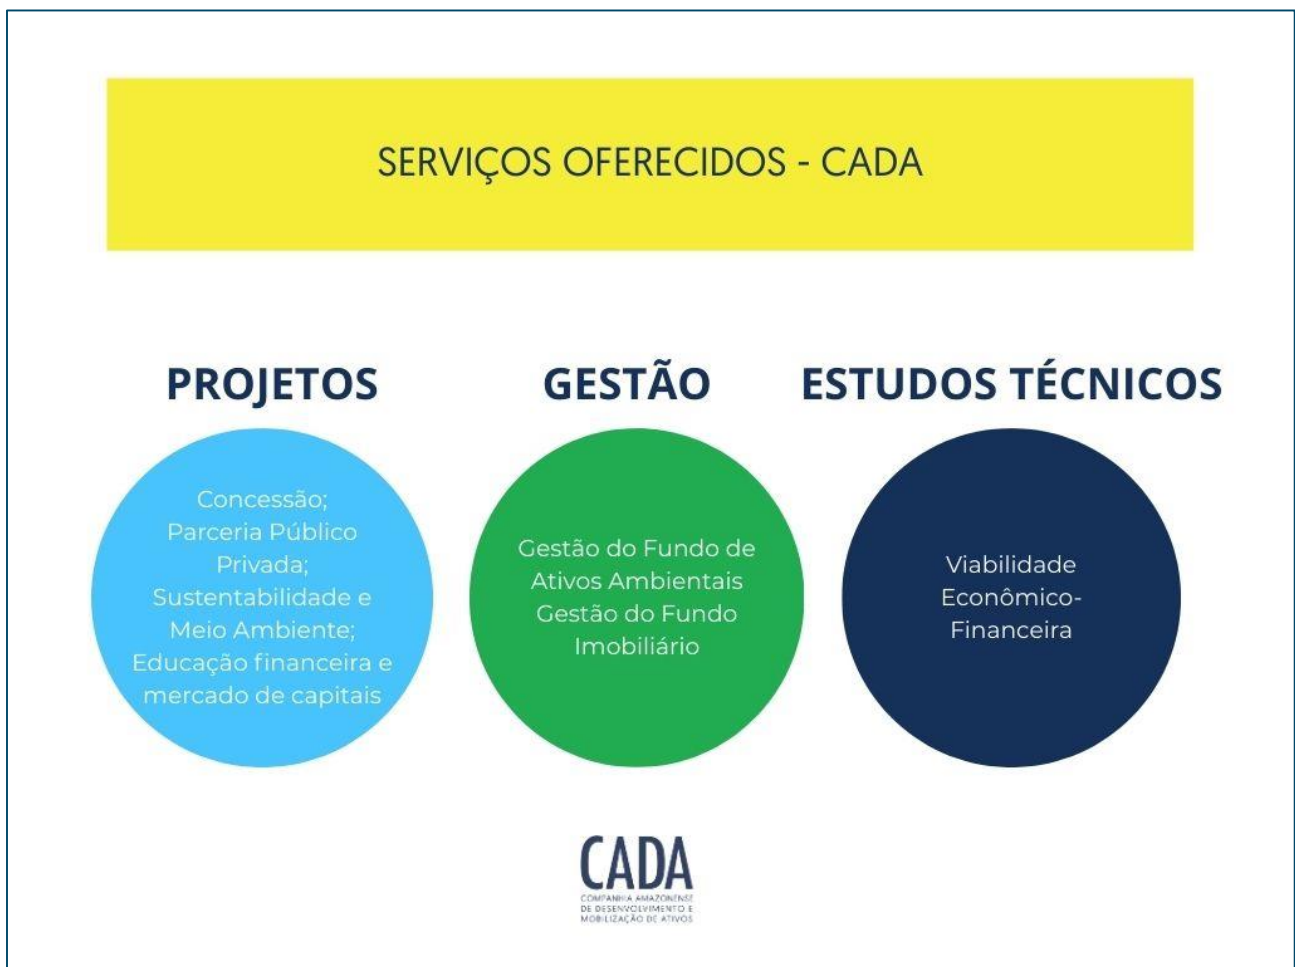 SERVIÇOS OFERECIDOS - CADA
PROJETOS
Concessão;
Parceria Público
Privada;
Sustentabilidade e
Meio Ambiente;
Educação financeira e
mercado de capitais
GESTÃO
Gestão do Fundo de
Ativos Ambientais
Gestão do Fundo
Imobiliário
ESTUDOS TÉCNICOS
Viabilidade
Econômico-
Financeira
CADA
COMPANHIA AMAZONENSE
DE DESENVOLVIMENTO E
MOBILIZAÇÃO DE ATIVOS